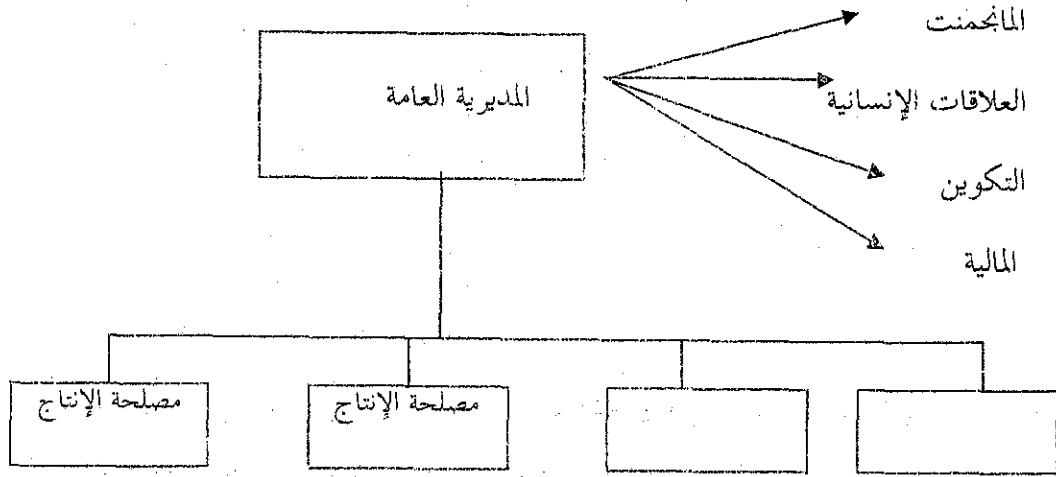 المانجمنت
المديرية العامة
العلاقات الإنسانية
التكوين
المالية
مصلحة الإنتاج
مصلحة الإنتاج